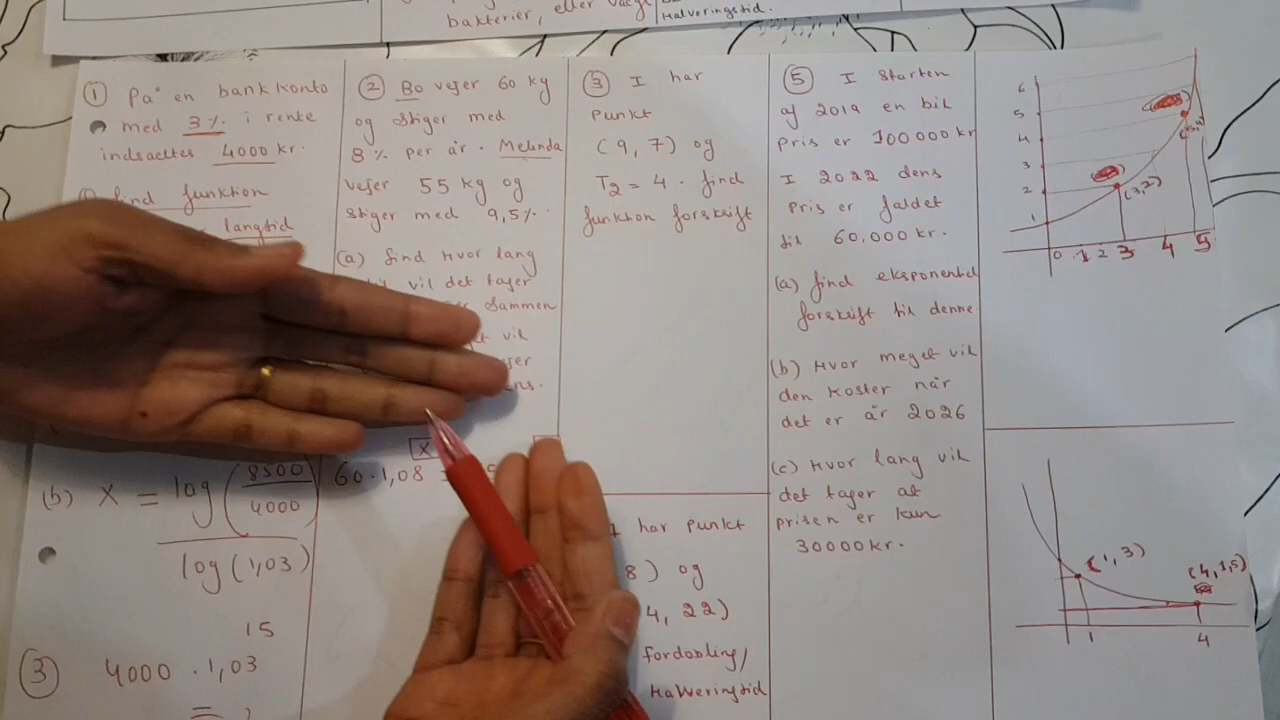 bakterier, eller
Halveringstid.
① På en bankkonto
med 3% i rente
indsaettes 4000 kr.
find funktion
langtid
(b) X = log(8500/4000)
log(1,03)
15
③ 4000 · 1,03
② Bo vejer 60 kg
og stiger med
8% per år. Melinda
vejer 55 kg og
stiger med 9,5%.
(a) find Hvor lang
vil det tager
sammen
vil
x
60·1,08
③ I har
punkt
(9, 7) og
T2 = 4. find
funktion forskrift
har punkt
8) og
4, 22)
fordobling/
Halveringstid
⑤ I starten
af 2019 en bil
pris er 100000 kr
I 2022 dens
pris er faldet
til 60,000 kr.
(a) find eksponentiel
forskrift til denne
(b) Hvor meget vil
den koster når
det er år 2026
(c) Hvor lang vil
det tager at
prisen er kun
30000 kr.
6
5
4
3
2
1
(3,2)
0 1 2 3 4 5
(1, 3)
(4, 1,5)
1 4